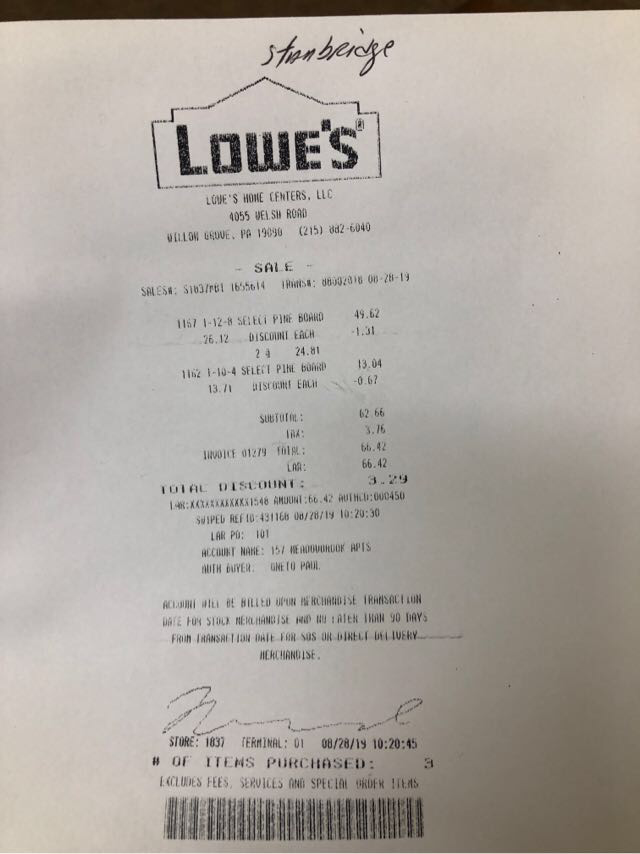 Stanbridge
LOWE'S®
LOWE'S HOME CENTERS, LLC
4055 WELSH ROAD
WILLOW GROVE, PA 19090 (215) 882-6040
- SALE -
SALES#: S1837MB1 1655614 TRANS#: 88002018 08-28-19
1167 1-12-8 SELECT PINE BOARD 49.62
26.12 DISCOUNT EACH -1.31
2 @ 24.81
1162 1-10-4 SELECT PINE BOARD 13.04
13.71 DISCOUNT EACH -0.67
SUBTOTAL: 62.66
TAX: 3.76
INVOICE 01279 TOTAL: 66.42
LAR: 66.42
TOTAL DISCOUNT: 3.29
LAR:XXXXXXXXXXXX1548 AMOUNT:66.42 AUTHCD:000450
SWIPED REFID:431168 08/28/19 10:20:30
LAR PO: 101
ACCOUNT NAME: 157 MEADOWBROOK APTS
AUTH BUYER: ONETO PAUL
ACCOUNT WILL BE BILLED UPON MERCHANDISE TRANSACTION
DATE FOR STOCK MERCHANDISE AND NO LATER THAN 90 DAYS
FROM TRANSACTION DATE FOR SOS OR DIRECT DELIVERY
MERCHANDISE.
STORE: 1837 TERMINAL: 01 08/28/19 10:20:45
# OF ITEMS PURCHASED: 3
EXCLUDES FEES, SERVICES AND SPECIAL ORDER ITEMS